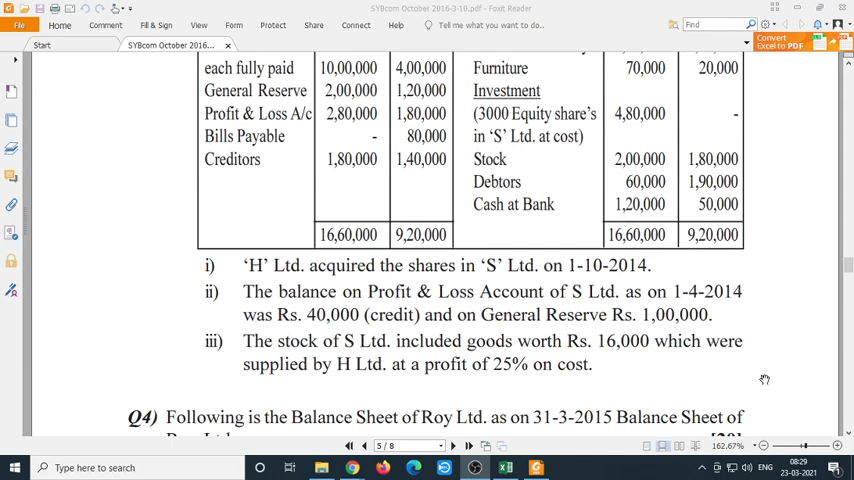 SYBcom October 2016-3-10.pdf - Foxit Reader
File Home Comment Fill & Sign View Form Protect Share Connect Help Tell me what you want to do... Find
Start SYBcom October 2016... Convert
Excel to PDF
each fully paid 10,00,000 4,00,000 Furniture 70,000 20,000
General Reserve 2,00,000 1,20,000 Investment
Profit & Loss A/c 2,80,000 1,80,000 (3000 Equity share's 4,80,000 -
Bills Payable - 80,000 in 'S' Ltd. at cost)
Creditors 1,80,000 1,40,000 Stock 2,00,000 1,80,000
Debtors 60,000 1,90,000
Cash at Bank 1,20,000 50,000
16,60,000 9,20,000 16,60,000 9,20,000
i) 'H' Ltd. acquired the shares in 'S' Ltd. on 1-10-2014.
ii) The balance on Profit & Loss Account of S Ltd. as on 1-4-2014
was Rs. 40,000 (credit) and on General Reserve Rs. 1,00,000.
iii) The stock of S Ltd. included goods worth Rs. 16,000 which were
supplied by H Ltd. at a profit of 25% on cost.
Q4) Following is the Balance Sheet of Roy Ltd. as on 31-3-2015 Balance Sheet of
5 / 8 162.67%
Type here to search ENG 08:29
23-03-2021